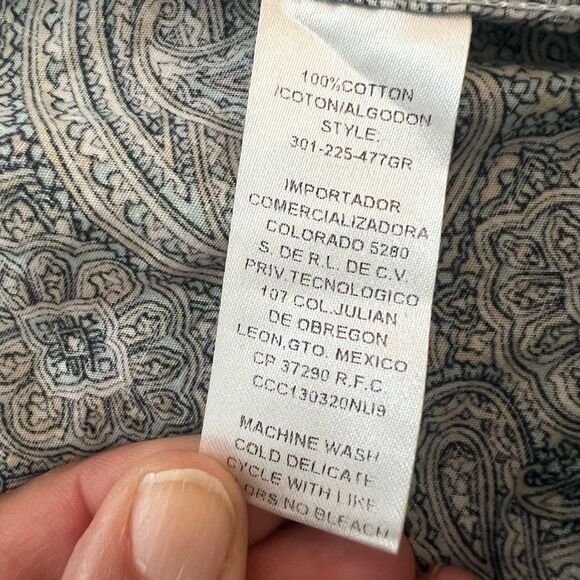 100%COTTON
/COTON/ALGODON
STYLE.
301-225-477GR
IMPORTADOR
COMERCIALIZADORA
COLORADO 5280
S. DE R.L. DE C.V.
PRIV.TECNOLOGICO
107 COL.JULIAN
DE OBREGON
LEON,GTO. MEXICO
CP 37290 R.F.C.
CCC130320NLI9
MACHINE WASH
COLD DELICATE
CYCLE WITH LIKE
NO BLEACH